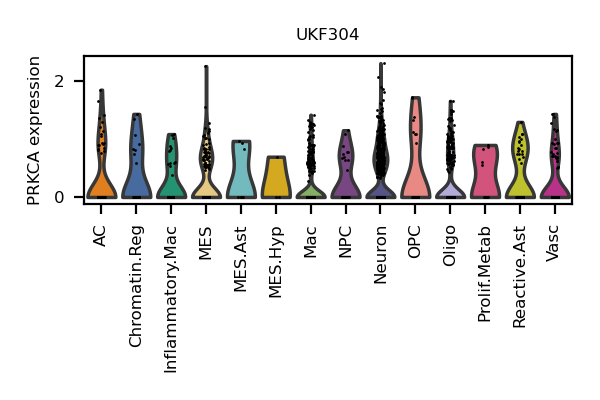 UKF304
PRKCA expression
2
0
AC
Chromatin.Reg
Inflammatory.Mac
MES
MES.Ast
MES.Hyp
Mac
NPC
Neuron
OPC
Oligo
Prolif.Metab
Reactive.Ast
Vasc